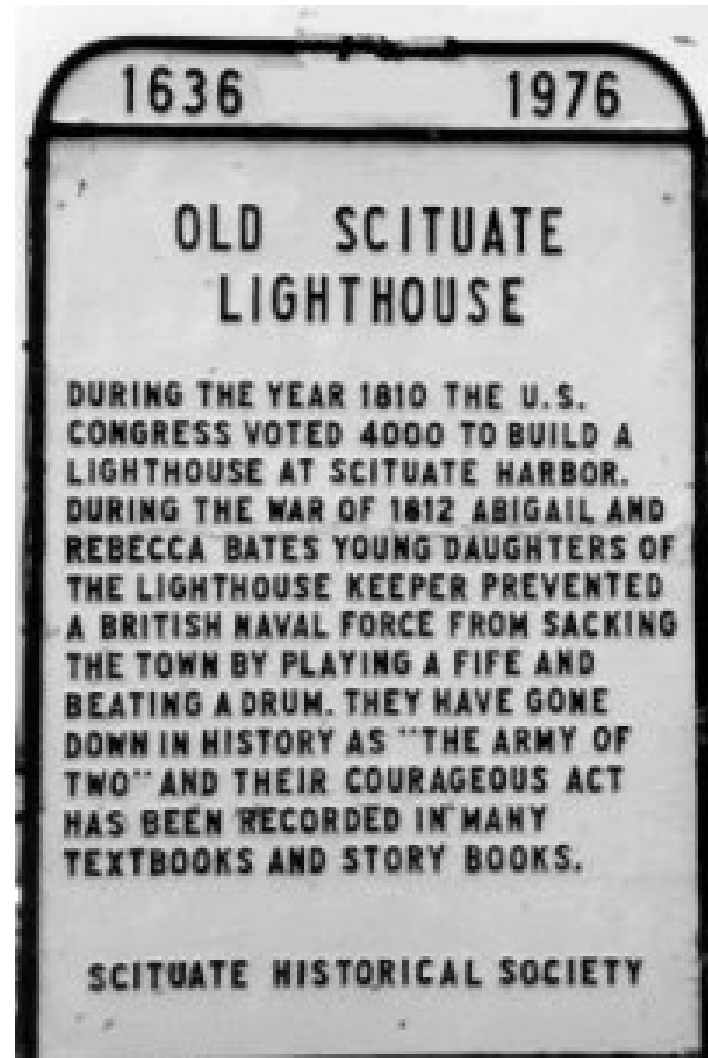 1636 1976
OLD SCITUATE
LIGHTHOUSE
DURING THE YEAR 1810 THE U.S.
CONGRESS VOTED 4000 TO BUILD A
LIGHTHOUSE AT SCITUATE HARBOR.
DURING THE WAR OF 1812 ABIGAIL AND
REBECCA BATES YOUNG DAUGHTERS OF
THE LIGHTHOUSE KEEPER PREVENTED
A BRITISH NAVAL FORCE FROM SACKING
THE TOWN BY PLAYING A FIFE AND
BEATING A DRUM. THEY HAVE GONE
DOWN IN HISTORY AS "THE ARMY OF
TWO" AND THEIR COURAGEOUS ACT
HAS BEEN RECORDED IN MANY
TEXTBOOKS AND STORY BOOKS.
SCITUATE HISTORICAL SOCIETY